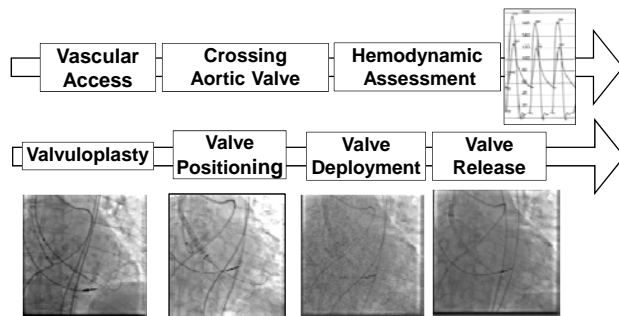 Vascular
Access
Crossing
Aortic Valve
Hemodynamic
Assessment
Valvuloplasty
Valve
Positioning
Valve
Deployment
Valve
Release